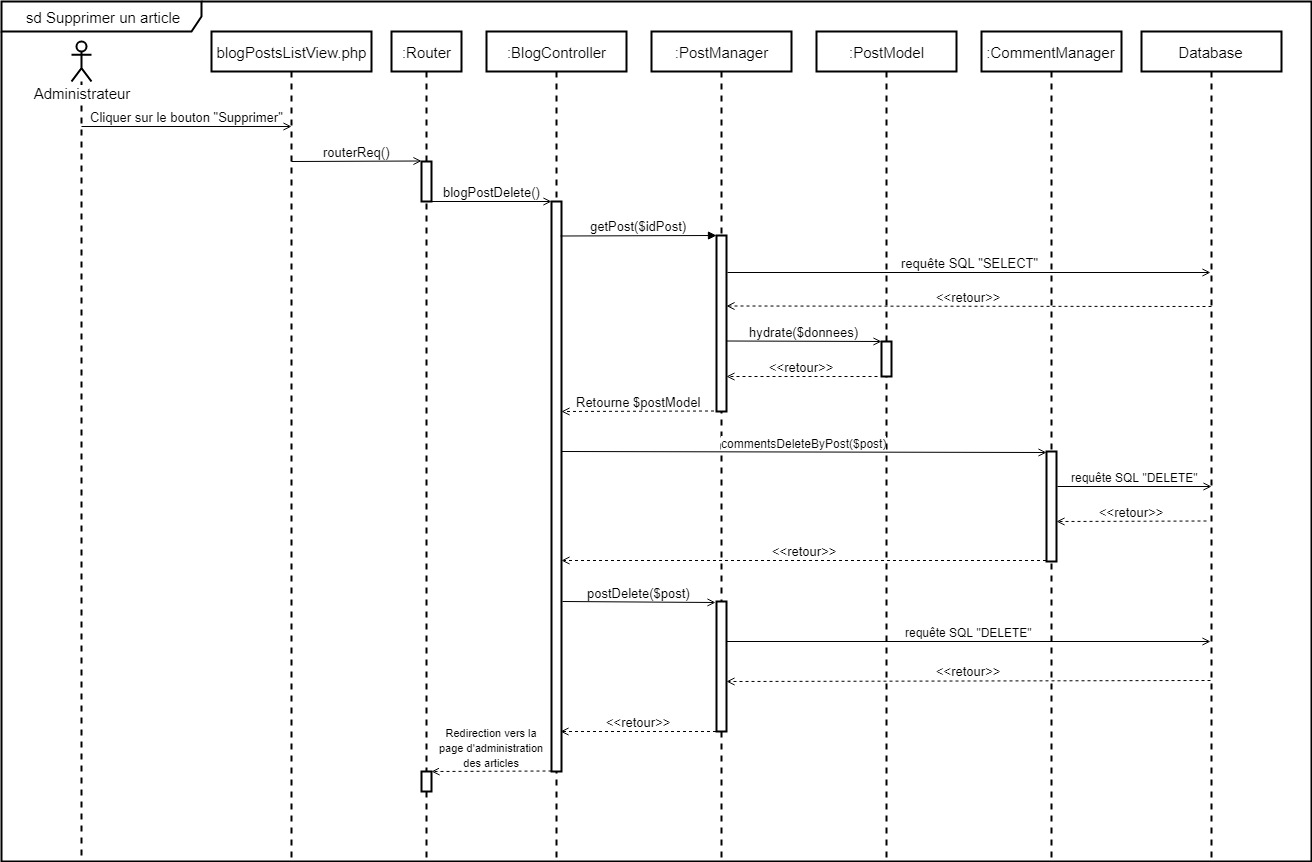 sd Supprimer un article
Administrateur
blogPostsListView.php
:Router
:BlogController
:PostManager
:PostModel
:CommentManager
Database
Cliquer sur le bouton "Supprimer"
routerReq()
blogPostDelete()
getPost($idPost)
requête SQL "SELECT"
<<retour>>
hydrate($donnees)
<<retour>>
Retourne $postModel
commentsDeleteByPost($post)
requête SQL "DELETE"
<<retour>>
<<retour>>
postDelete($post)
requête SQL "DELETE"
<<retour>>
<<retour>>
Redirection vers la
page d'administration
des articles